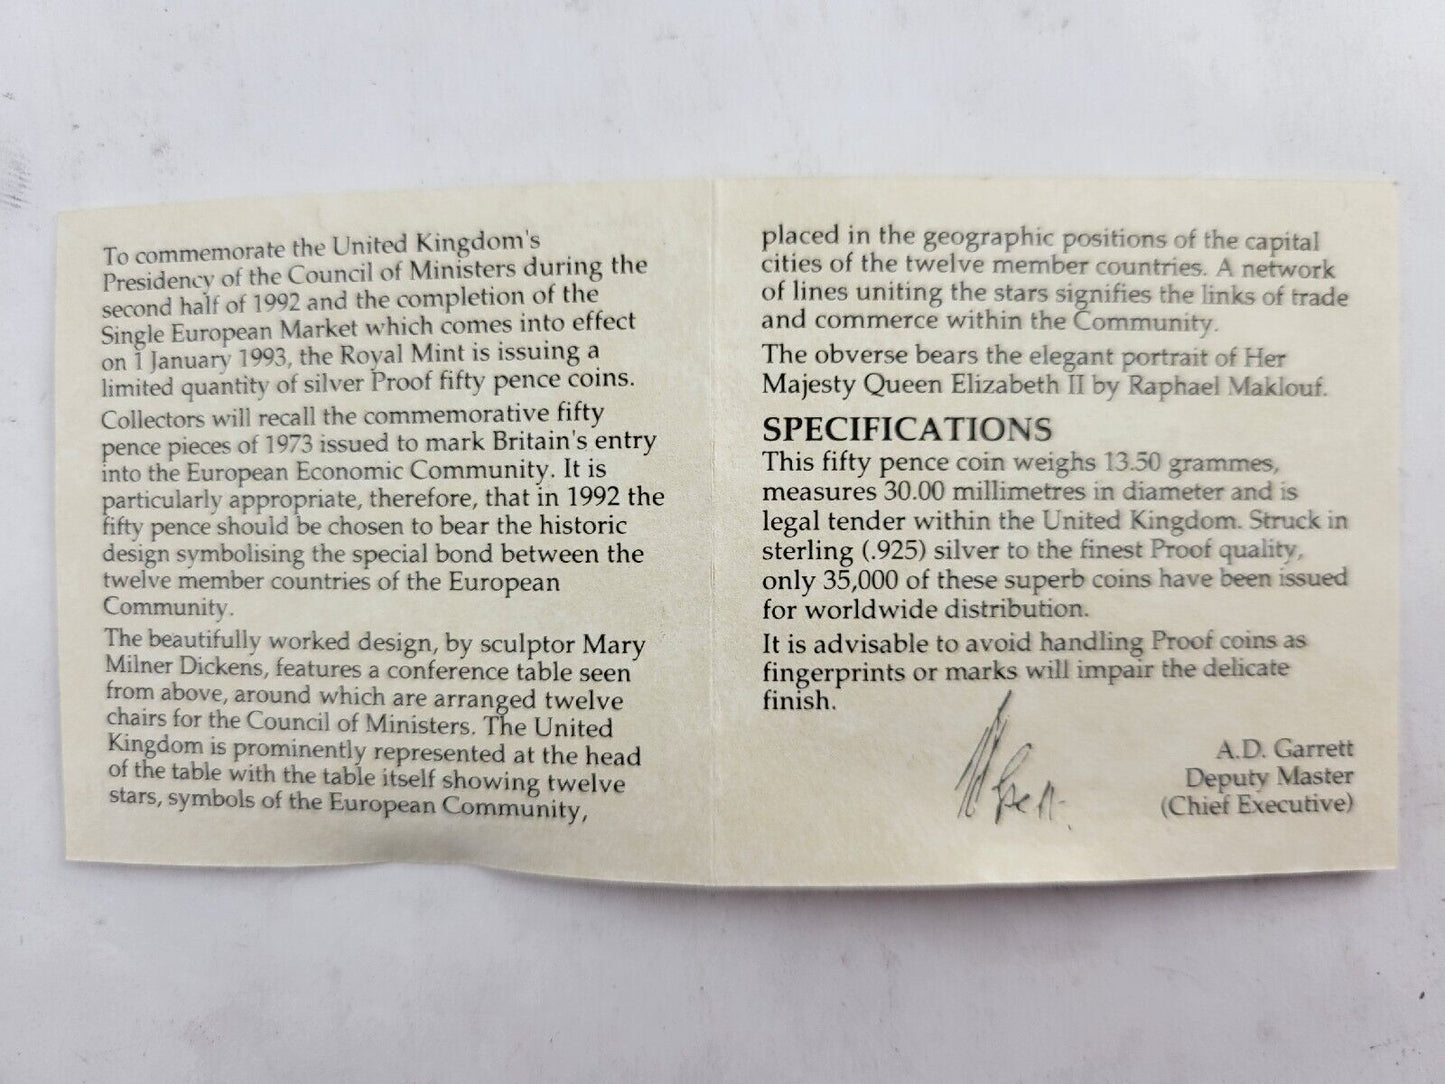 To commemorate the United Kingdom's
Presidency of the Council of Ministers during the
second half of 1992 and the completion of the
Single European Market which comes into effect
on 1 January 1993, the Royal Mint is issuing a
limited quantity of silver Proof fifty pence coins.
Collectors will recall the commemorative fifty
pence pieces of 1973 issued to mark Britain's entry
into the European Economic Community. It is
particularly appropriate, therefore, that in 1992 the
fifty pence should be chosen to bear the historic
design symbolising the special bond between the
twelve member countries of the European
Community.
The beautifully worked design, by sculptor Mary
Milner Dickens, features a conference table seen
from above, around which are arranged twelve
chairs for the Council of Ministers. The United
Kingdom is prominently represented at the head
of the table with the table itself showing twelve
stars, symbols of the European Community,
placed in the geographic positions of the capital
cities of the twelve member countries. A network
of lines uniting the stars signifies the links of trade
and commerce within the Community.
The obverse bears the elegant portrait of Her
Majesty Queen Elizabeth II by Raphael Maklouf.
SPECIFICATIONS
This fifty pence coin weighs 13.50 grammes,
measures 30.00 millimetres in diameter and is
legal tender within the United Kingdom. Struck in
sterling (.925) silver to the finest Proof quality,
only 35,000 of these superb coins have been issued
for worldwide distribution.
It is advisable to avoid handling Proof coins as
fingerprints or marks will impair the delicate
finish.
A.D. Garrett
Deputy Master
(Chief Executive)